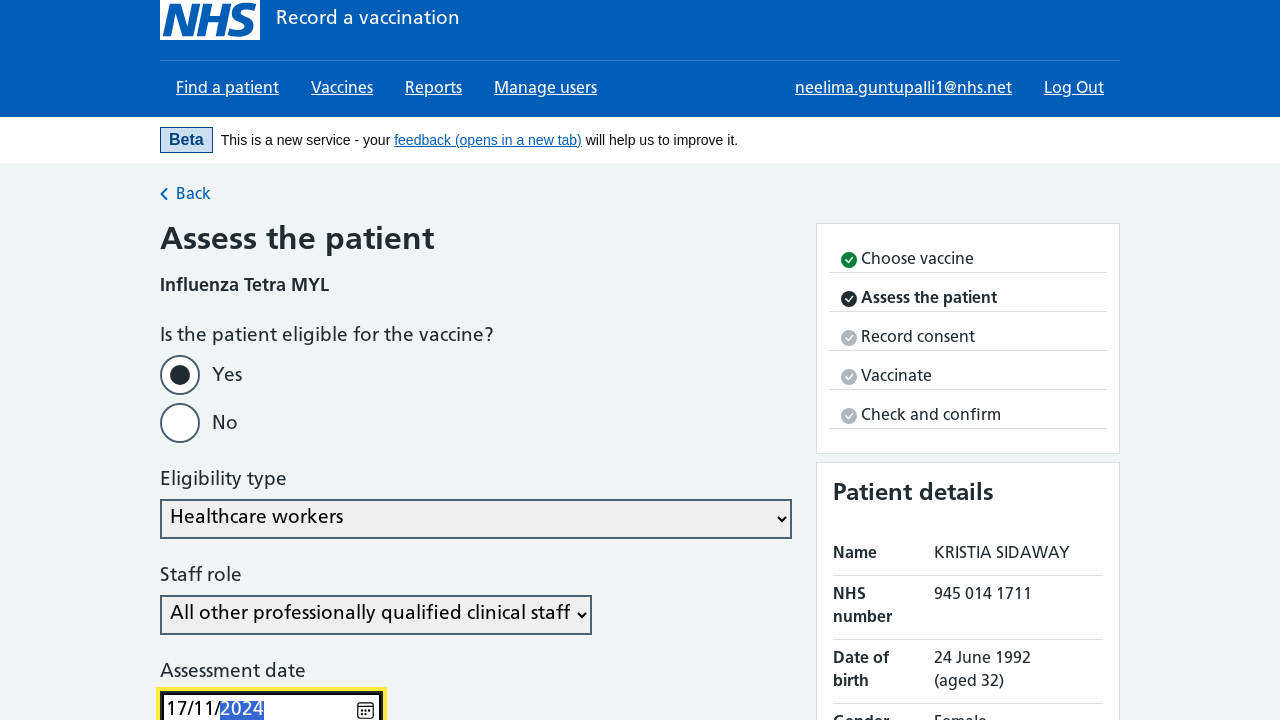 NHS Record a vaccination
Find a patient Vaccines Reports Manage users neelima.guntupalli1@nhs.net Log Out
Beta This is a new service - your feedback (opens in a new tab) will help us to improve it.
Back
Assess the patient
Influenza Tetra MYL
Is the patient eligible for the vaccine?
Yes
No
Eligibility type
Healthcare workers
Staff role
All other professionally qualified clinical staff
Assessment date
17/11/2024
Choose vaccine
Assess the patient
Record consent
Vaccinate
Check and confirm
Patient details
Name KRISTIA SIDAWAY
NHS number 945 014 1711
Date of birth 24 June 1992 (aged 32)
Gender Female